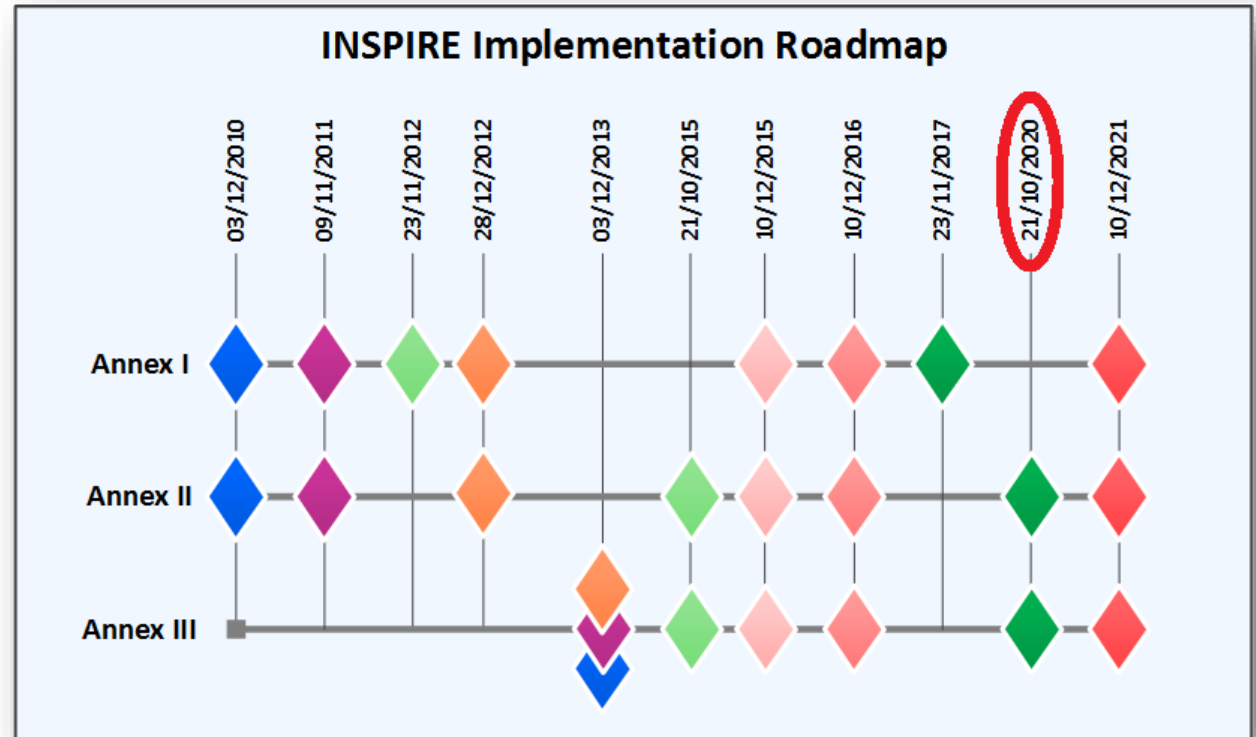 INSPIRE Implementation Roadmap
03/12/2010
09/11/2011
23/11/2012
28/12/2012
03/12/2013
21/10/2015
10/12/2015
10/12/2016
23/11/2017
21/10/2020
10/12/2021
Annex I
Annex II
Annex III